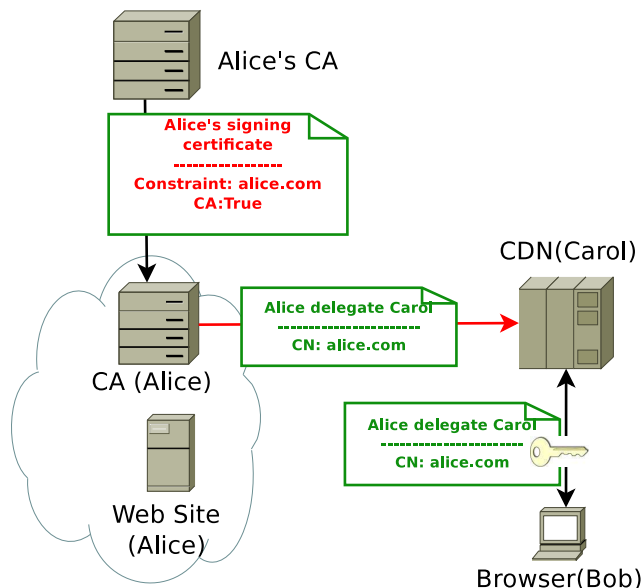 Alice's CA
Alice's signing
certificate
-----------------
Constraint: alice.com
CA:True
CDN(Carol)
Alice delegate Carol
------------------------
CN: alice.com
CA (Alice)
Alice delegate Carol
------------------------
CN: alice.com
Web Site
(Alice)
Browser(Bob)